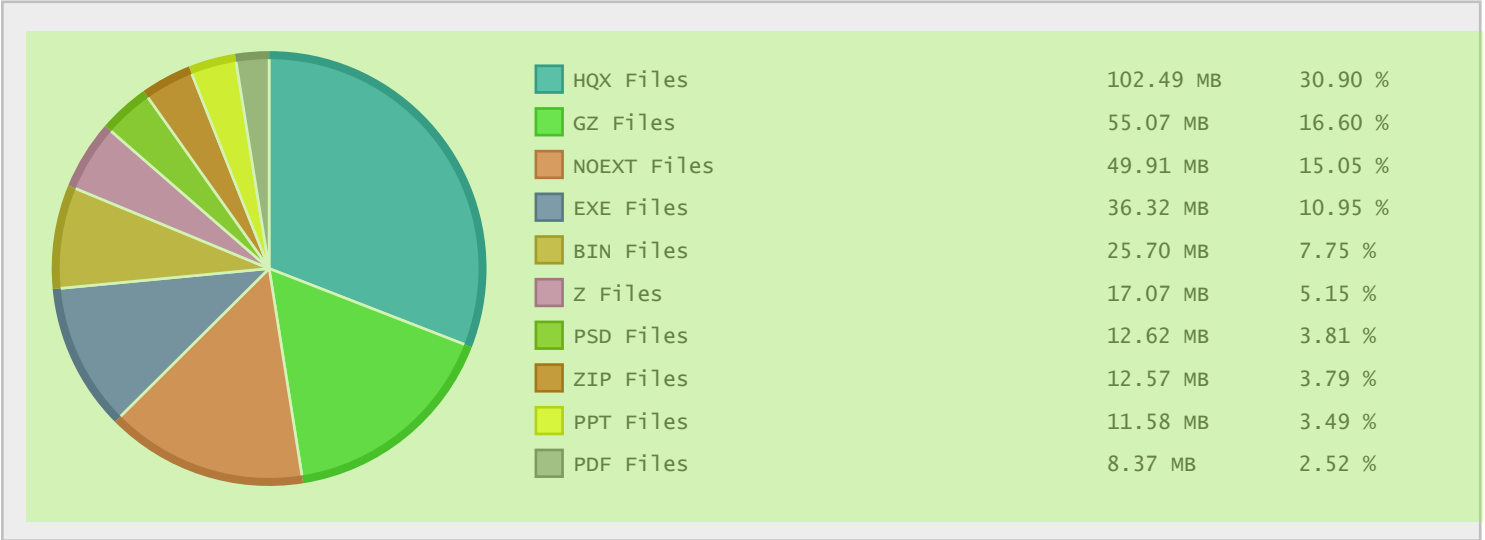 HQX Files 102.49 MB 30.90 %
GZ Files 55.07 MB 16.60 %
NOEXT Files 49.91 MB 15.05 %
EXE Files 36.32 MB 10.95 %
BIN Files 25.70 MB 7.75 %
Z Files 17.07 MB 5.15 %
PSD Files 12.62 MB 3.81 %
ZIP Files 12.57 MB 3.79 %
PPT Files 11.58 MB 3.49 %
PDF Files 8.37 MB 2.52 %